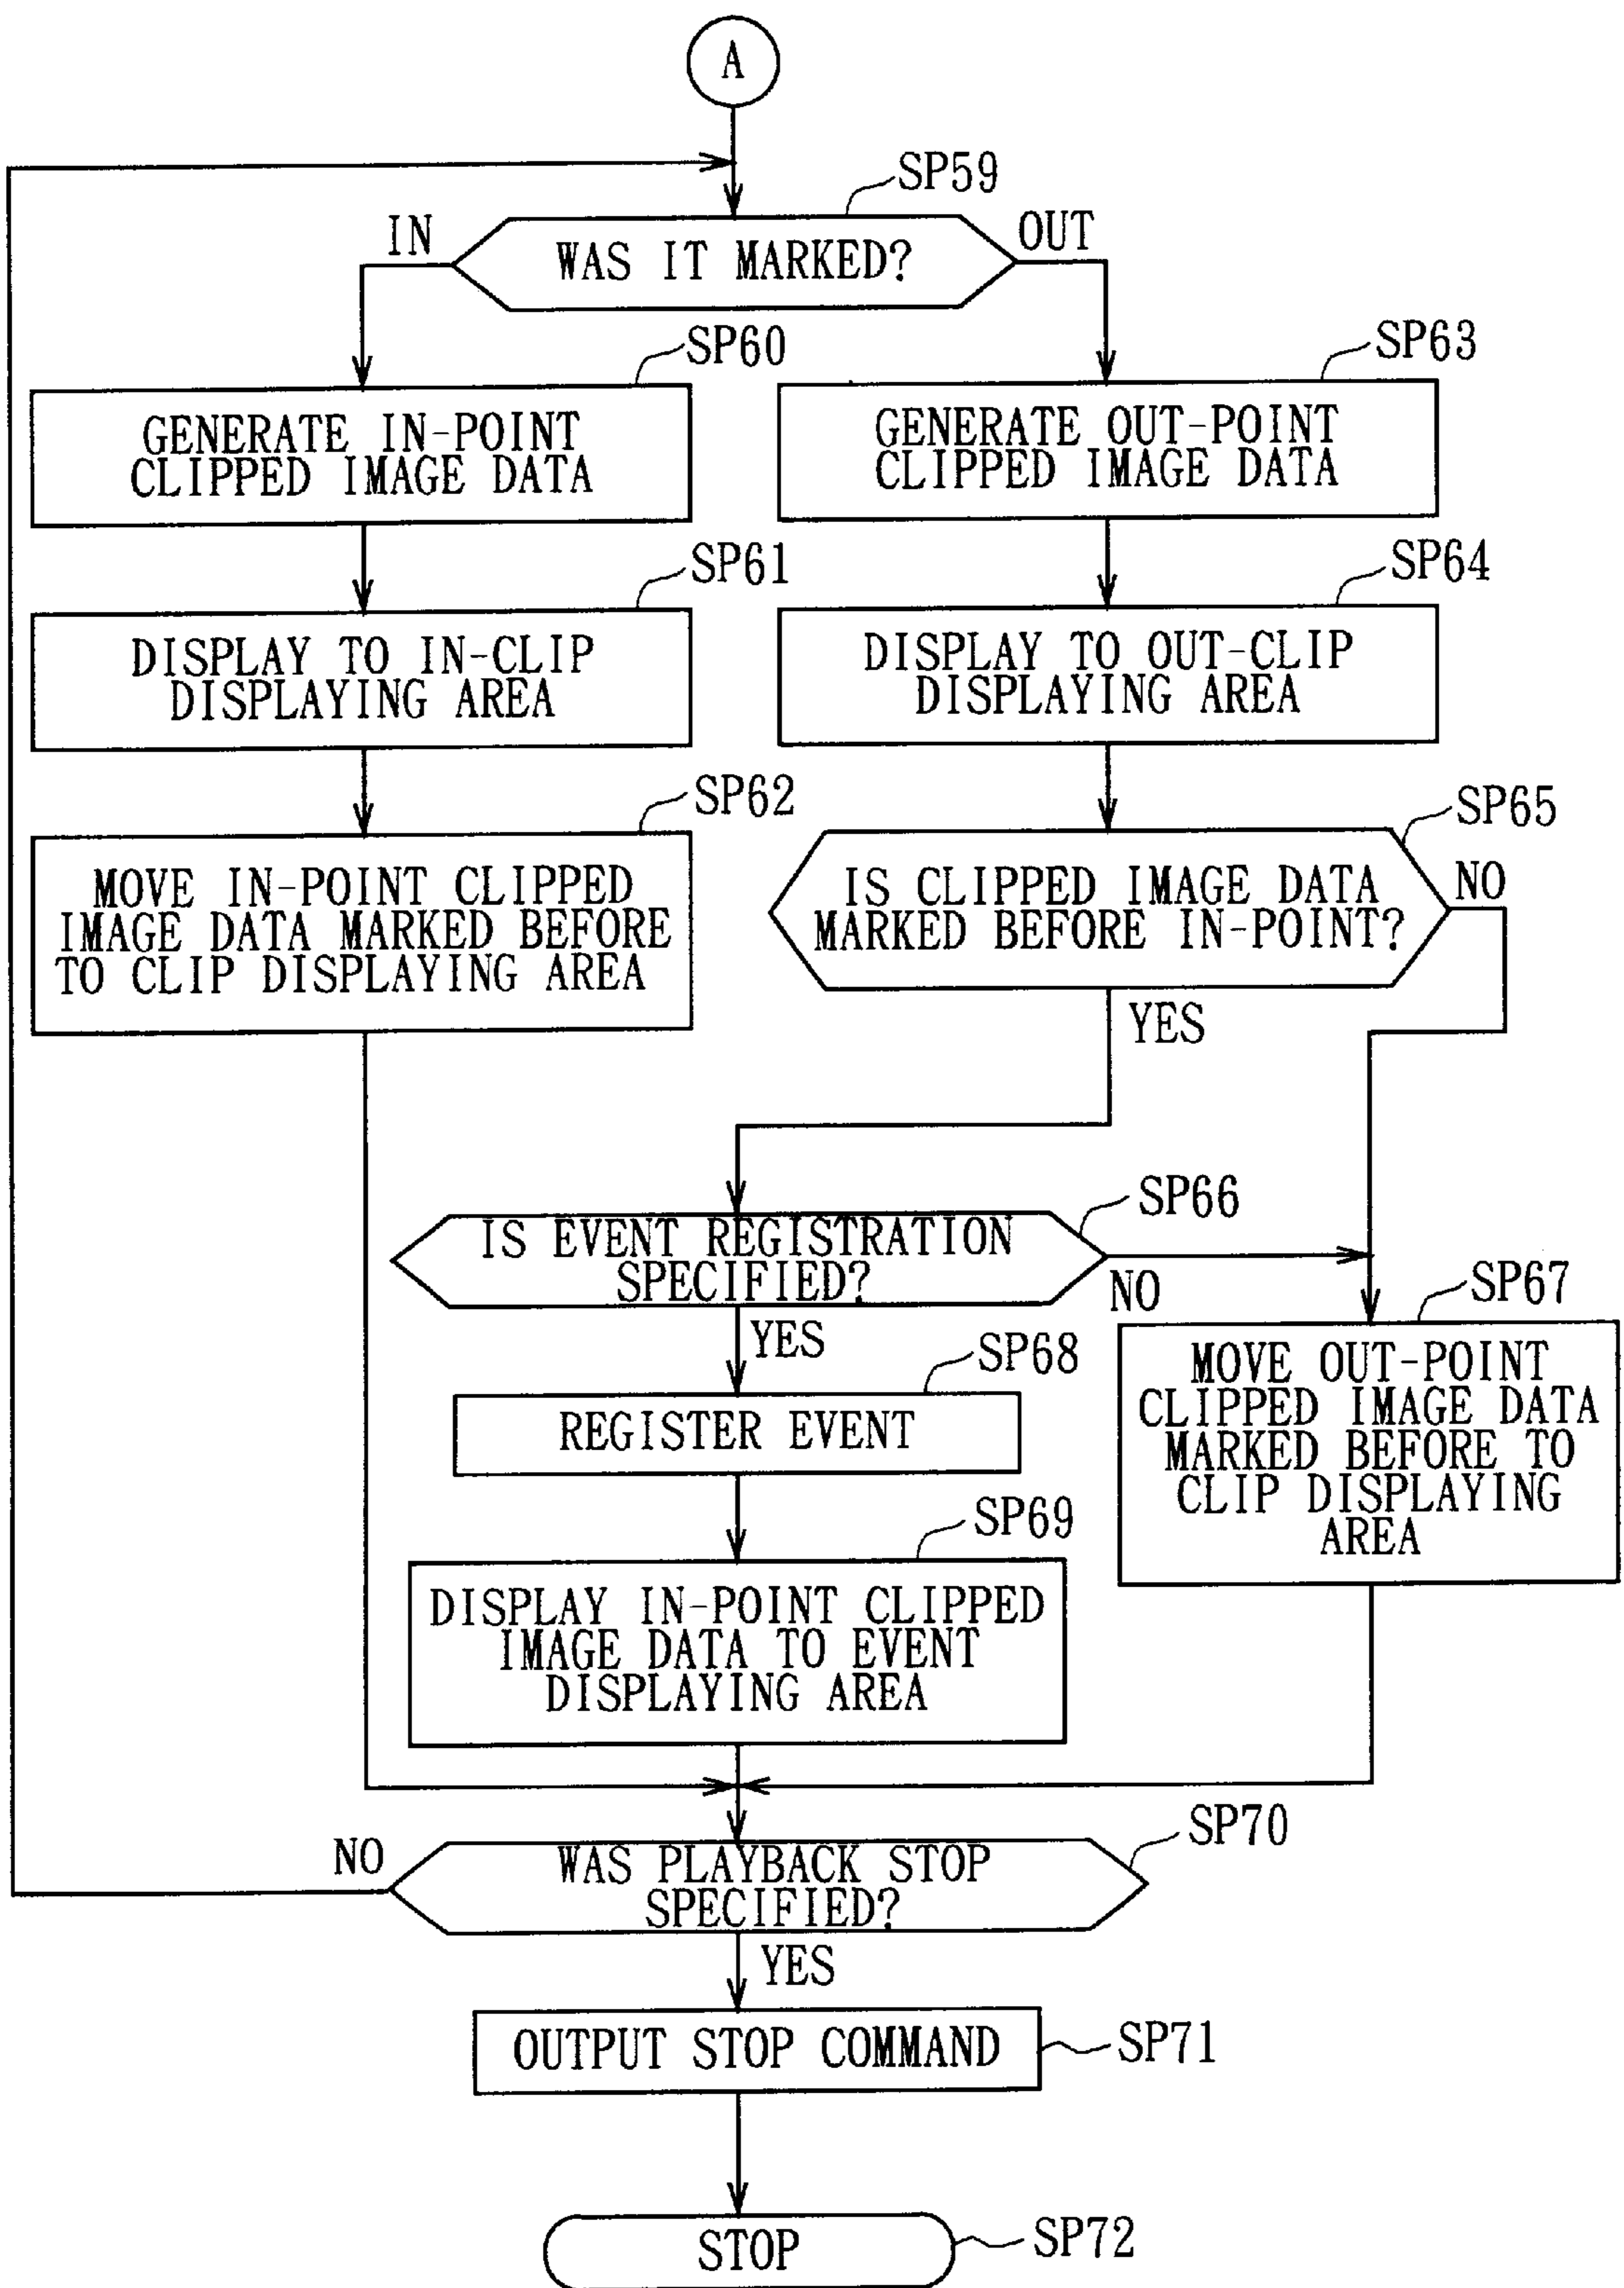 A
SP59
IN
WAS IT MARKED?
OUT
SP60
GENERATE IN-POINT
CLIPPED IMAGE DATA
SP63
GENERATE OUT-POINT
CLIPPED IMAGE DATA
SP61
DISPLAY TO IN-CLIP
DISPLAYING AREA
SP64
DISPLAY TO OUT-CLIP
DISPLAYING AREA
SP62
MOVE IN-POINT CLIPPED
IMAGE DATA MARKED BEFORE
TO CLIP DISPLAYING AREA
SP65
IS CLIPPED IMAGE DATA
MARKED BEFORE IN-POINT?
NO
YES
SP66
IS EVENT REGISTRATION
SPECIFIED?
NO
YES
SP67
MOVE OUT-POINT
CLIPPED IMAGE DATA
MARKED BEFORE TO
CLIP DISPLAYING
AREA
SP68
REGISTER EVENT
SP69
DISPLAY IN-POINT CLIPPED
IMAGE DATA TO EVENT
DISPLAYING AREA
SP70
NO
WAS PLAYBACK STOP
SPECIFIED?
YES
OUTPUT STOP COMMAND
SP71
STOP
SP72